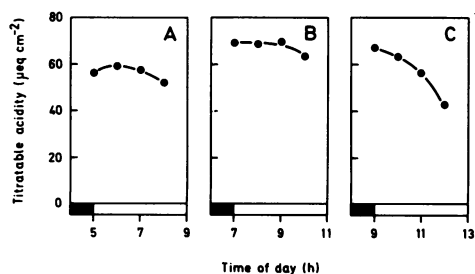 Titratable acidity (µeq cm⁻²)
80
60
40
20
0
A
B
C
5 7 9
7 9 11
9 11 13
Time of day (h)